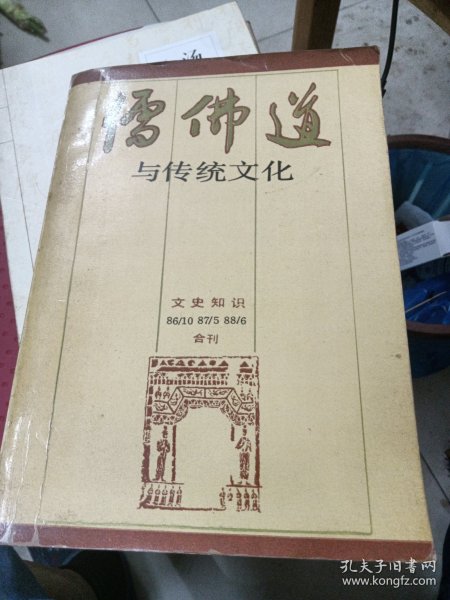 儒佛道
与传统文化
文史知识
86/10 87/5 88/6
合刊
孔夫子旧书网
www.kongfz.com